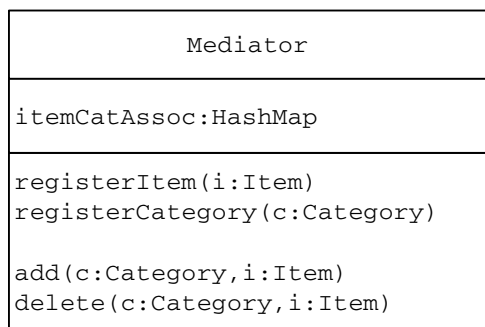 Mediator
itemCatAssoc:HashMap
registerItem(i:Item)
registerCategory(c:Category)
add(c:Category,i:Item)
delete(c:Category,i:Item)